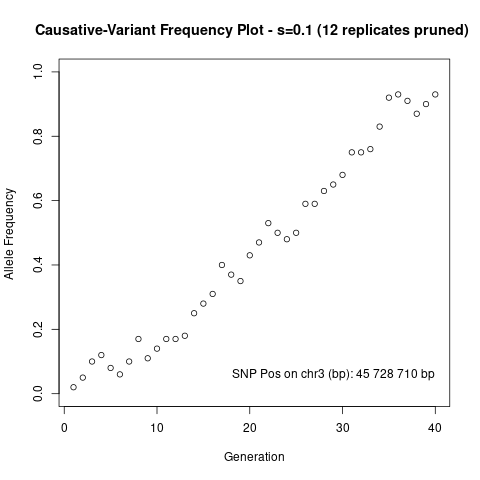 Causative-Variant Frequency Plot - s=0.1 (12 replicates pruned)
1.0
0.8
0.6
0.4
0.2
0.0
Allele Frequency
SNP Pos on chr3 (bp): 45 728 710 bp
0 10 20 30 40
Generation